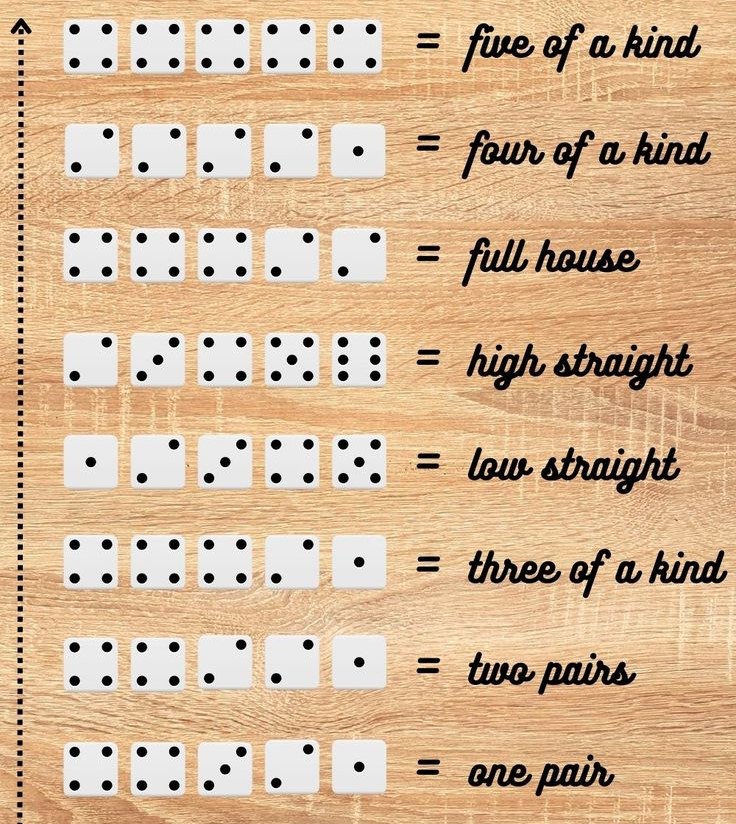 = five of a kind
= four of a kind
= full house
= high straight
= low straight
= three of a kind
= two pairs
= one pair